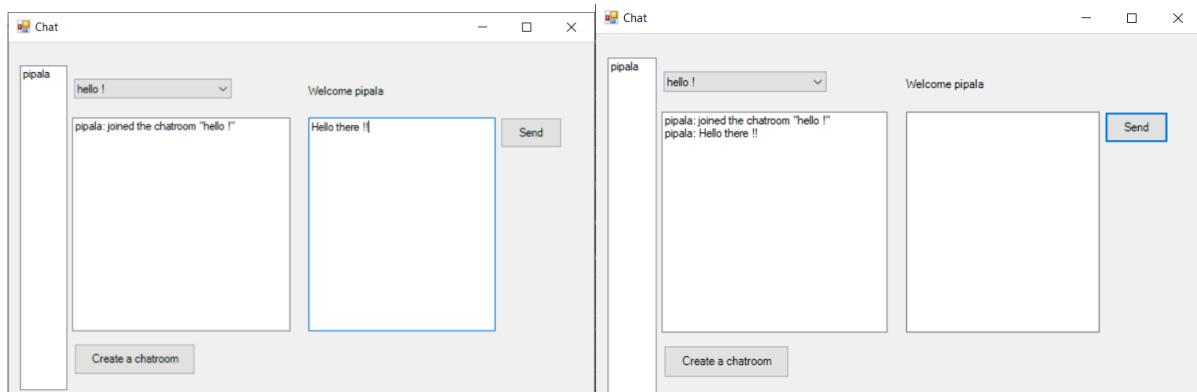 Chat
pipala
hello !
Welcome pipala
pipala: joined the chatroom "hello !"
Hello there !!
Send
Create a chatroom
Chat
pipala
hello !
Welcome pipala
pipala: joined the chatroom "hello !"
pipala: Hello there !!
Send
Create a chatroom